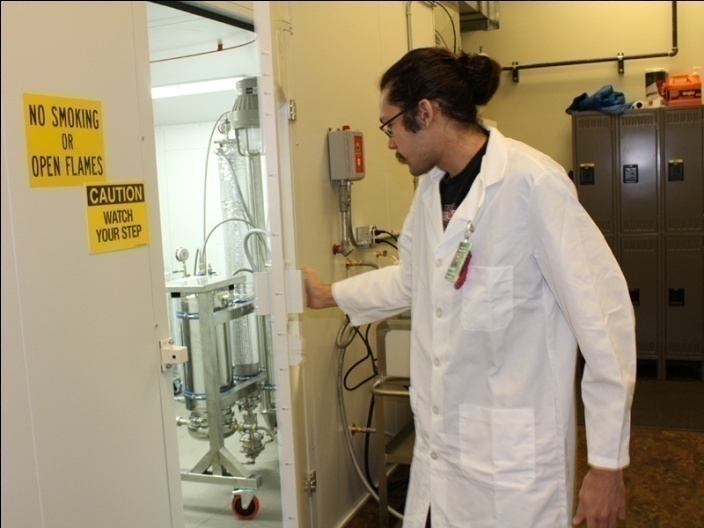 NO SMOKING
OR
OPEN FLAMES
CAUTION
WATCH
YOUR STEP